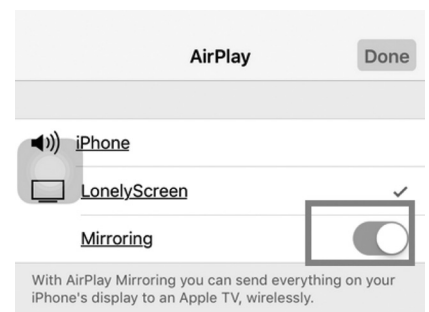 AirPlay Done
iPhone
LonelyScreen
Mirroring
With AirPlay Mirroring you can send everything on your
iPhone's display to an Apple TV, wirelessly.